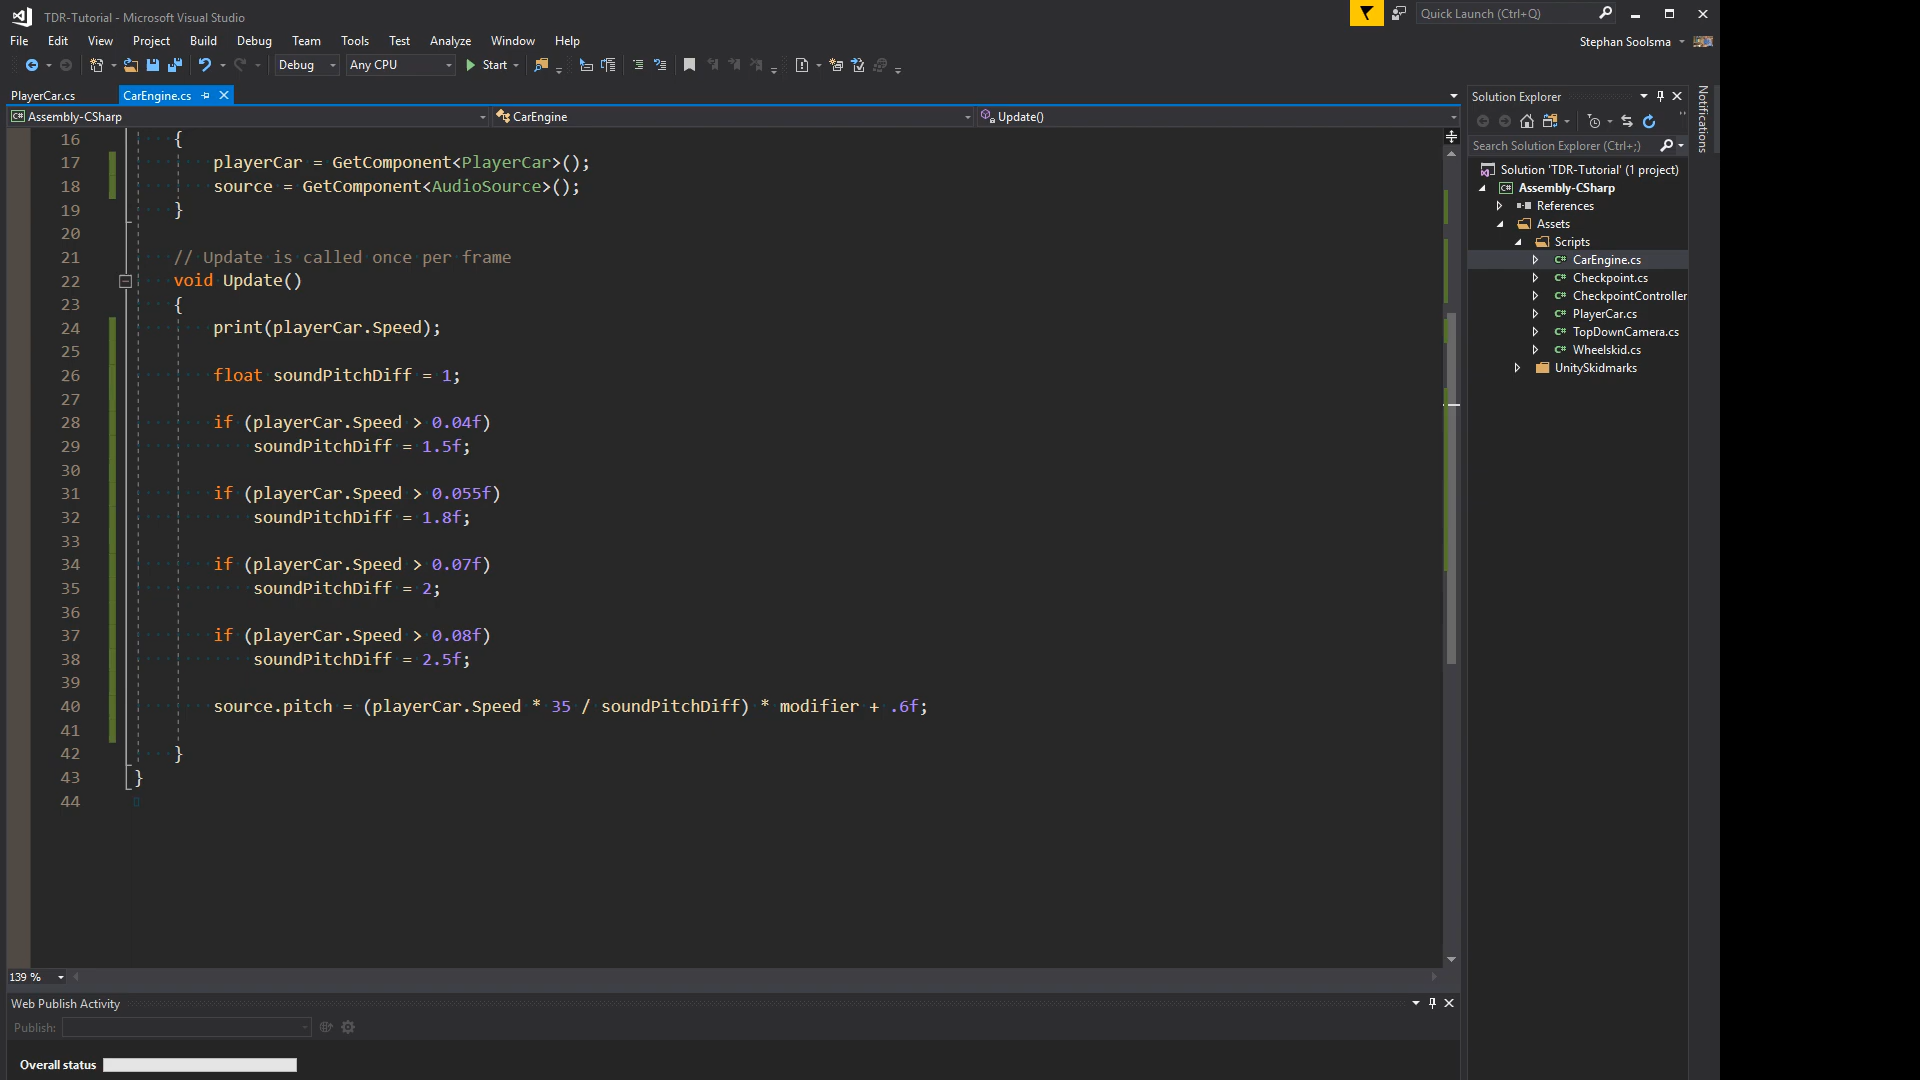 TDR-Tutorial - Microsoft Visual Studio
Quick Launch (Ctrl+Q)
File Edit View Project Build Debug Team Tools Test Analyze Window Help
Stephan Soolsma
Debug Any CPU Start
PlayerCar.cs CarEngine.cs
Assembly-CSharp CarEngine Update()
16 {
17 playerCar = GetComponent<PlayerCar>();
18 source = GetComponent<AudioSource>();
19 }
20
21 // Update is called once per frame
22 void Update()
23 {
24 print(playerCar.Speed);
25
26 float soundPitchDiff = 1;
27
28 if (playerCar.Speed > 0.04f)
29 soundPitchDiff = 1.5f;
30
31 if (playerCar.Speed > 0.055f)
32 soundPitchDiff = 1.8f;
33
34 if (playerCar.Speed > 0.07f)
35 soundPitchDiff = 2;
36
37 if (playerCar.Speed > 0.08f)
38 soundPitchDiff = 2.5f;
39
40 source.pitch = (playerCar.Speed * 35 / soundPitchDiff) * modifier + .6f;
41
42 }
43 }
44
139 %
Web Publish Activity
Publish:
Overall status
Solution Explorer
Search Solution Explorer (Ctrl+;)
Solution 'TDR-Tutorial' (1 project)
C# Assembly-CSharp
References
Assets
Scripts
C# CarEngine.cs
C# Checkpoint.cs
C# CheckpointController
C# PlayerCar.cs
C# TopDownCamera.cs
C# Wheelskid.cs
UnitySkidmarks
Notifications